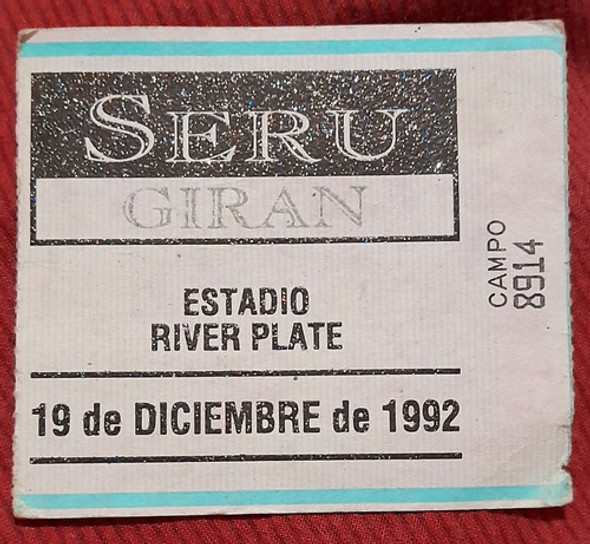 SERU
GIRAN
ESTADIO
RIVER PLATE
19 de DICIEMBRE de 1992
CAMPO
8914